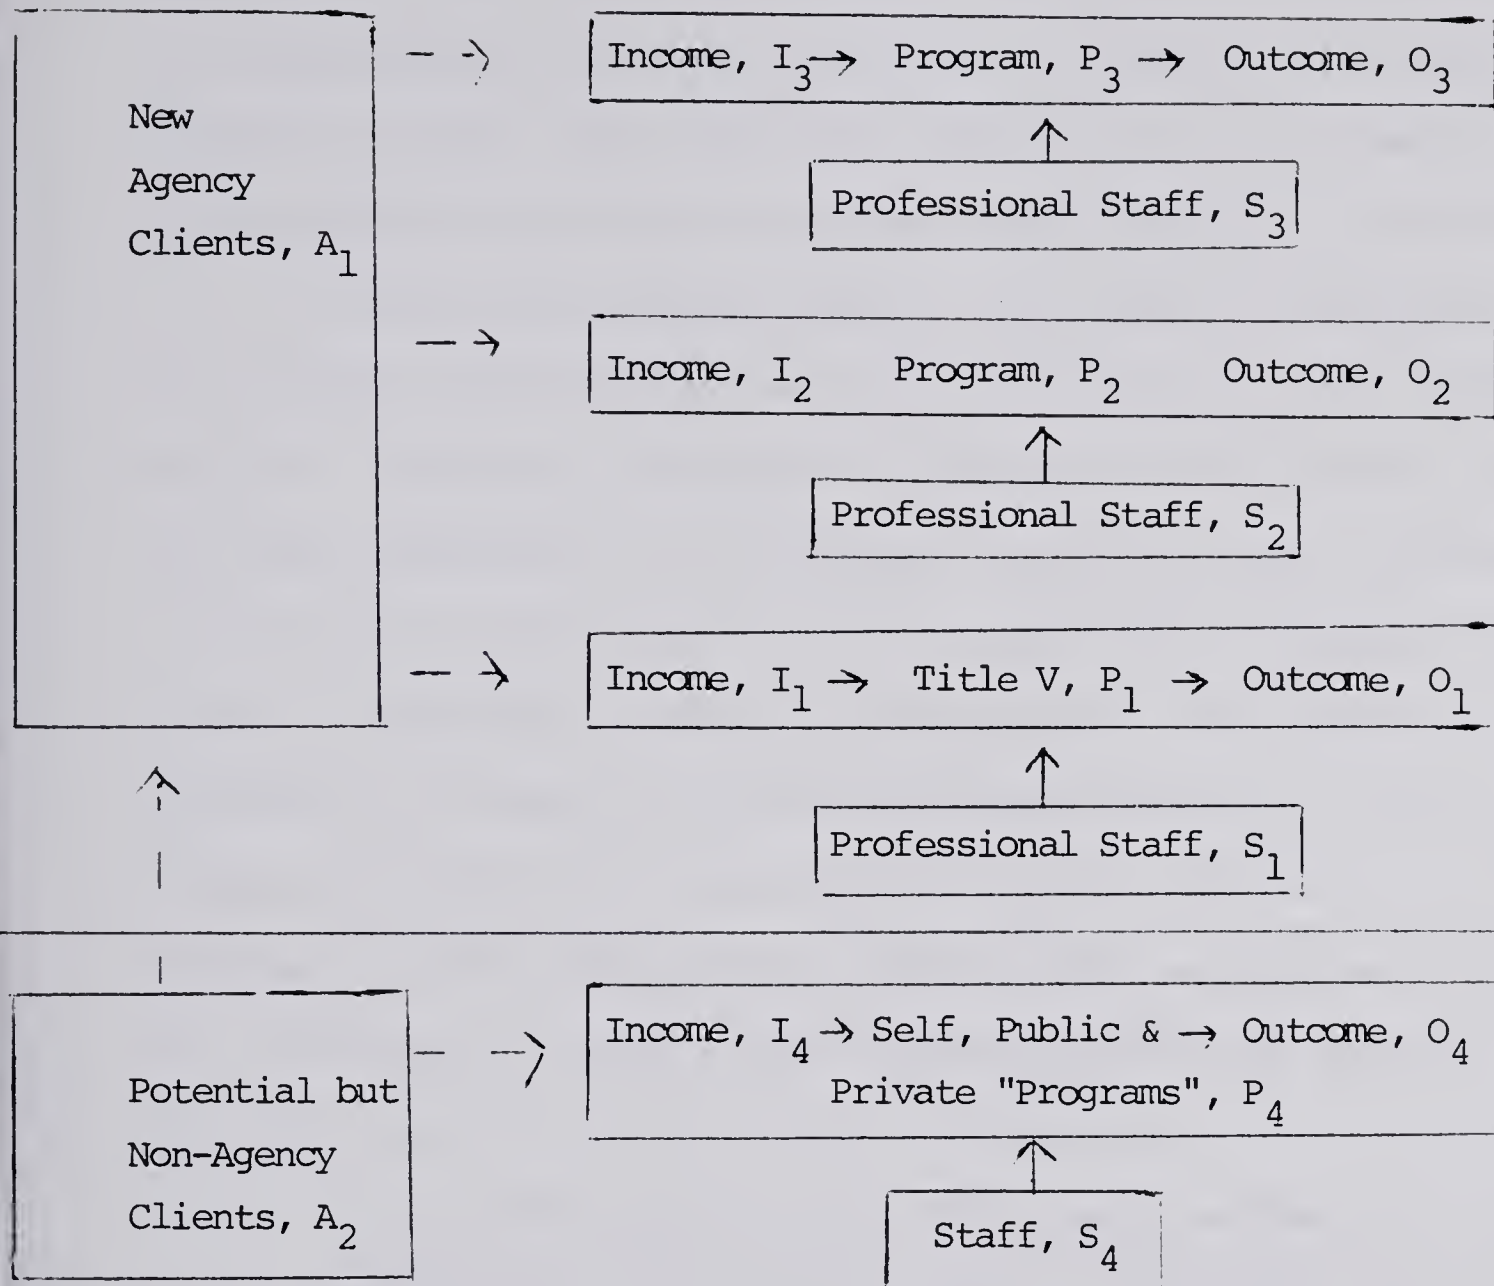 New
Agency
Clients, A₁
Income, I₃ → Program, P₃ → Outcome, O₃
Professional Staff, S₃
Income, I₂ Program, P₂ Outcome, O₂
Professional Staff, S₂
Income, I₁ → Title V, P₁ → Outcome, O₁
Professional Staff, S₁
Potential but
Non-Agency
Clients, A₂
Income, I₄ → Self, Public & → Outcome, O₄
Private "Programs", P₄
Staff, S₄